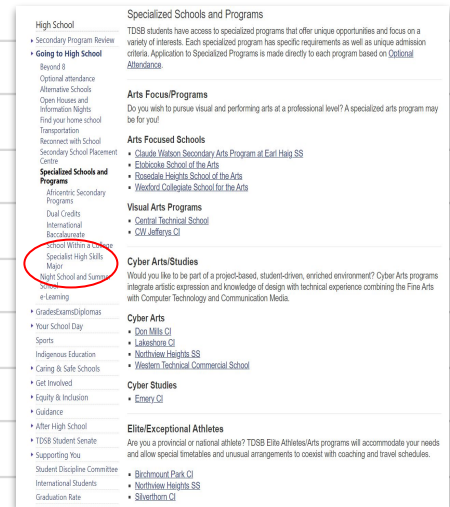 High School
Secondary Program Review
Going to High School
Beyond 8
Optional attendance
Alternative Schools
Open Houses and
Information Nights
Find your home school
Transportation
Reconnect with School
Secondary School Placement
Centre
Specialized Schools and
Programs
Africentric Secondary
Programs
Dual Credits
International
Baccalaureate
School Within a College
Specialist High Skills
Major
Night School and Summer
School
e-Learning
GradesExamsDiplomas
Your School Day
Sports
Indigenous Education
Caring & Safe Schools
Get Involved
Equity & Inclusion
Guidance
After High School
TDSB Student Senate
Supporting You
Student Discipline Committee
International Students
Graduation Rate
Specialized Schools and Programs
TDSB students have access to specialized programs that offer unique opportunities and focus on a
variety of interests. Each specialized program has specific requirements as well as unique admission
criteria. Application to Specialized Programs is made directly to each program based on Optional
Attendance.
Arts Focus/Programs
Do you wish to pursue visual and performing arts at a professional level? A specialized arts program may
be for you!
Arts Focused Schools
Claude Watson Secondary Arts Program at Earl Haig SS
Etobicoke School of the Arts
Rosedale Heights School of the Arts
Wexford Collegiate School for the Arts
Visual Arts Programs
Central Technical School
CW Jefferys CI
Cyber Arts/Studies
Would you like to be part of a project-based, student-driven, enriched environment? Cyber Arts programs
integrate artistic expression and knowledge of design with technical experience combining the Fine Arts
with Computer Technology and Communication Media.
Cyber Arts
Don Mills CI
Lakeshore CI
Northview Heights SS
Western Technical Commercial School
Cyber Studies
Emery CI
Elite/Exceptional Athletes
Are you a provincial or national athlete? TDSB Elite Athletes/Arts programs will accommodate your needs
and allow special timetables and unusual arrangements to coexist with coaching and travel schedules.
Birchmount Park CI
Northview Heights SS
Silverthorn CI